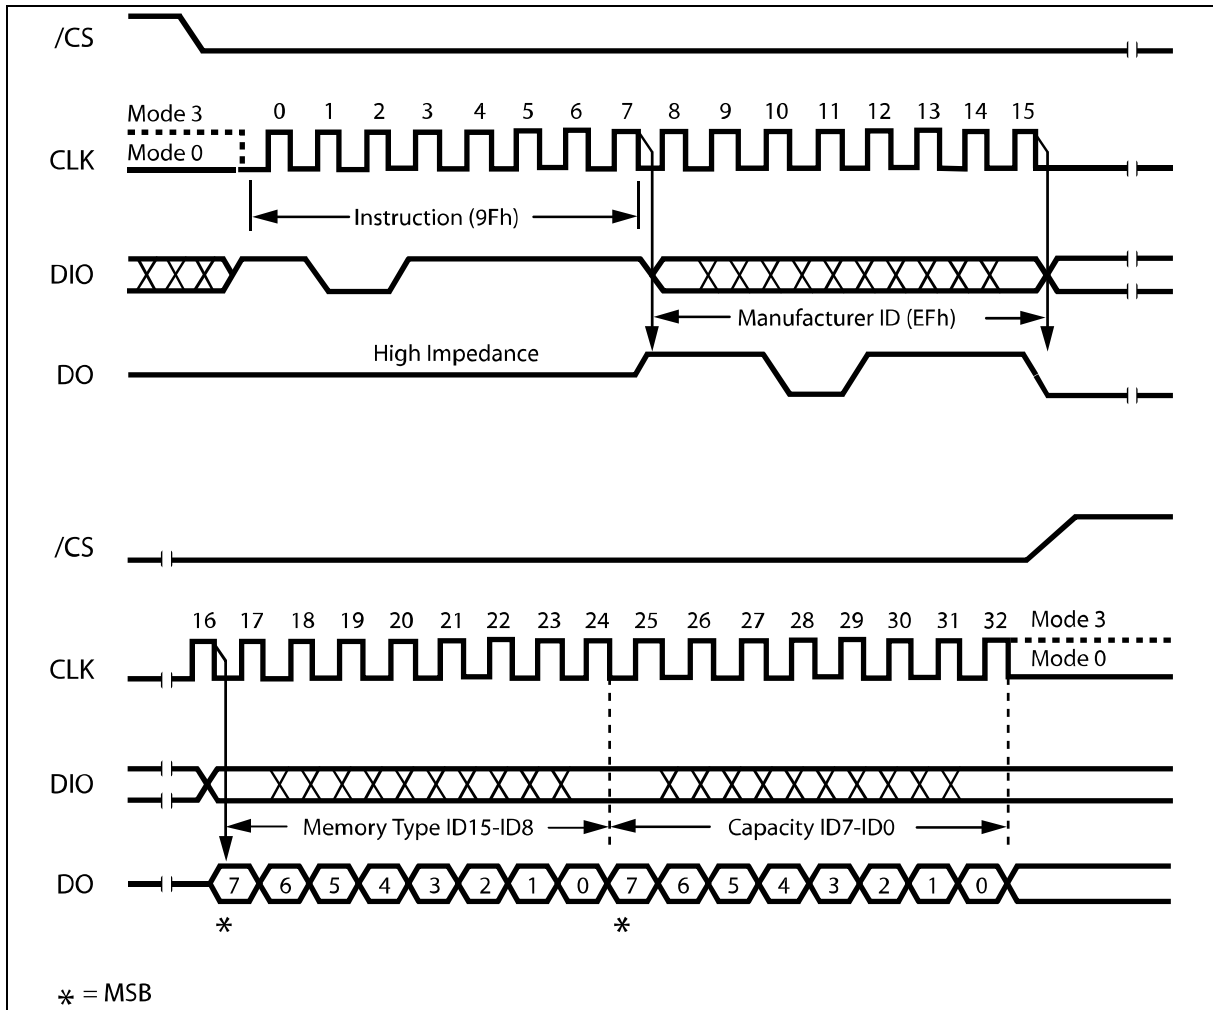 /CS
Mode 3
0 1 2 3 4 5 6 7 8 9 10 11 12 13 14 15
CLK
Mode 0
Instruction (9Fh)
DIO
Manufacturer ID (EFh)
High Impedance
DO
/CS
16 17 18 19 20 21 22 23 24 25 26 27 28 29 30 31 32
Mode 3
CLK
Mode 0
DIO
Memory Type ID15-ID8
Capacity ID7-ID0
DO
7 6 5 4 3 2 1 0 7 6 5 4 3 2 1 0
* *
* = MSB